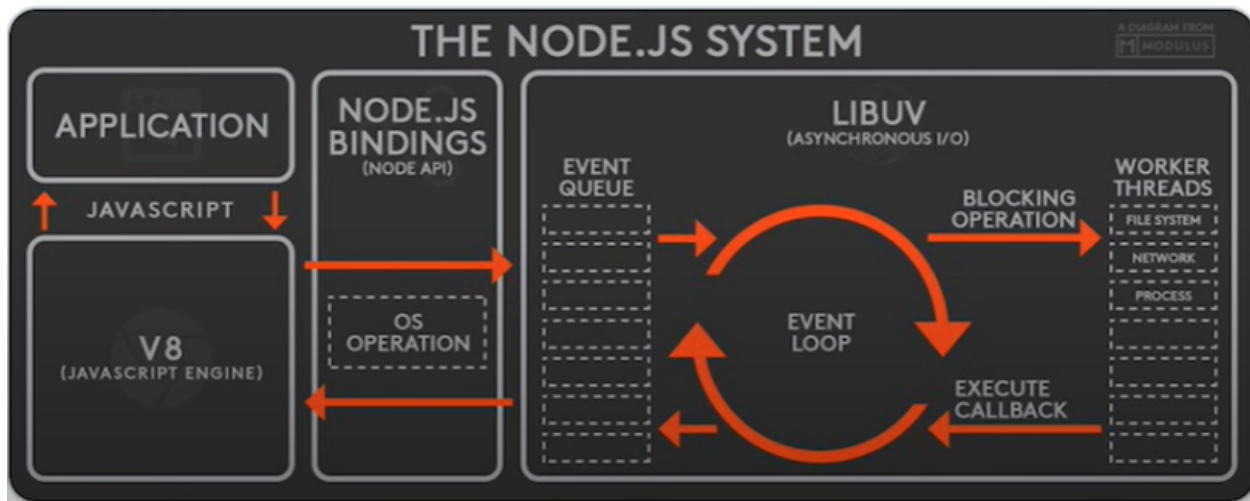 THE NODE.JS SYSTEM
A DIAGRAM FROM
MODULUS
APPLICATION
JAVASCRIPT
V8
(JAVASCRIPT ENGINE)
NODE.JS
BINDINGS
(NODE API)
OS
OPERATION
LIBUV
(ASYNCHRONOUS I/O)
EVENT
QUEUE
EVENT
LOOP
BLOCKING
OPERATION
EXECUTE
CALLBACK
WORKER
THREADS
FILE SYSTEM
NETWORK
PROCESS